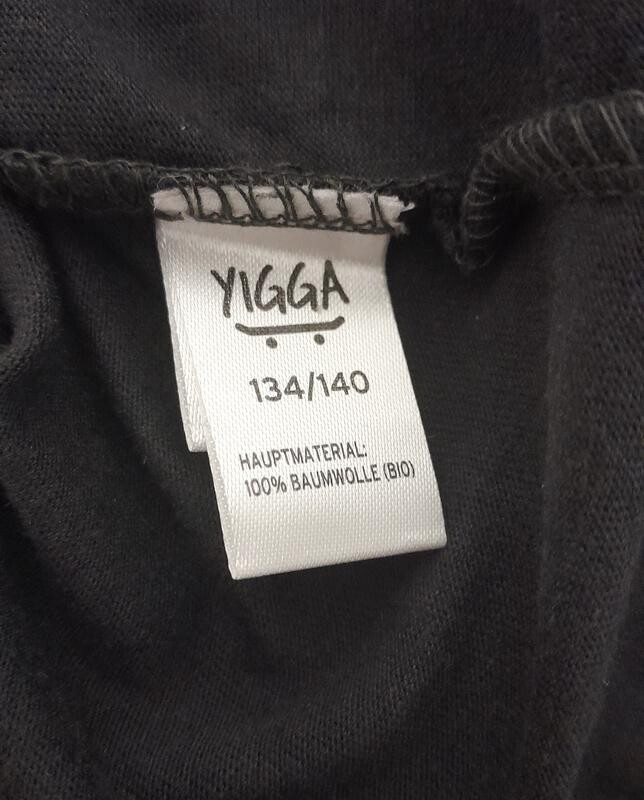 YIGGA
134/140
HAUPTMATERIAL:
100% BAUMWOLLE (BIO)